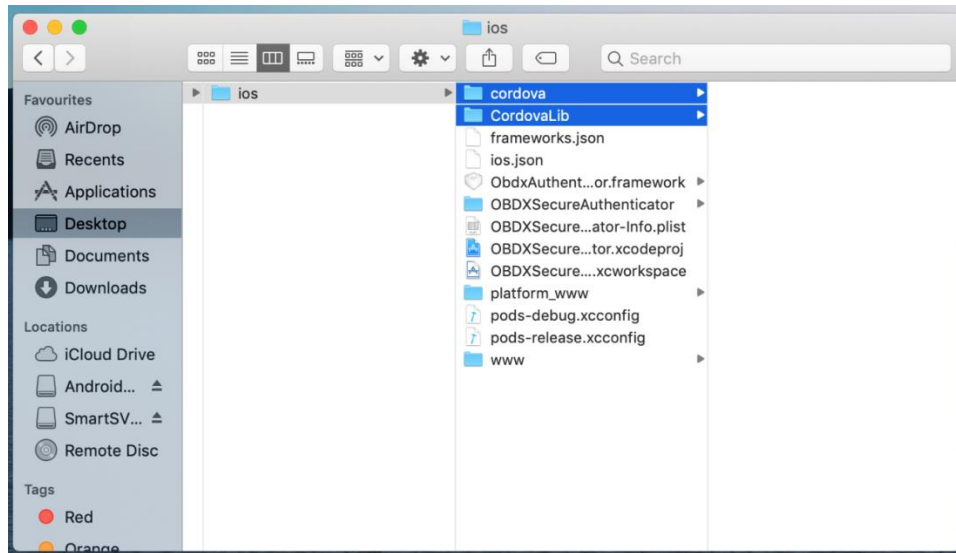 ios
Search
Favourites
AirDrop
Recents
Applications
Desktop
Documents
Downloads
Locations
iCloud Drive
Android...
SmartSV...
Remote Disc
Tags
Red
Orange
ios
cordova
CordovaLib
frameworks.json
ios.json
ObdxAuthent...or.framework
OBDXSecureAuthenticator
OBDXSecure...ator-Info.plist
OBDXSecure...tor.xcodeproj
OBDXSecure....xcworkspace
platform_www
pods-debug.xcconfig
pods-release.xcconfig
www